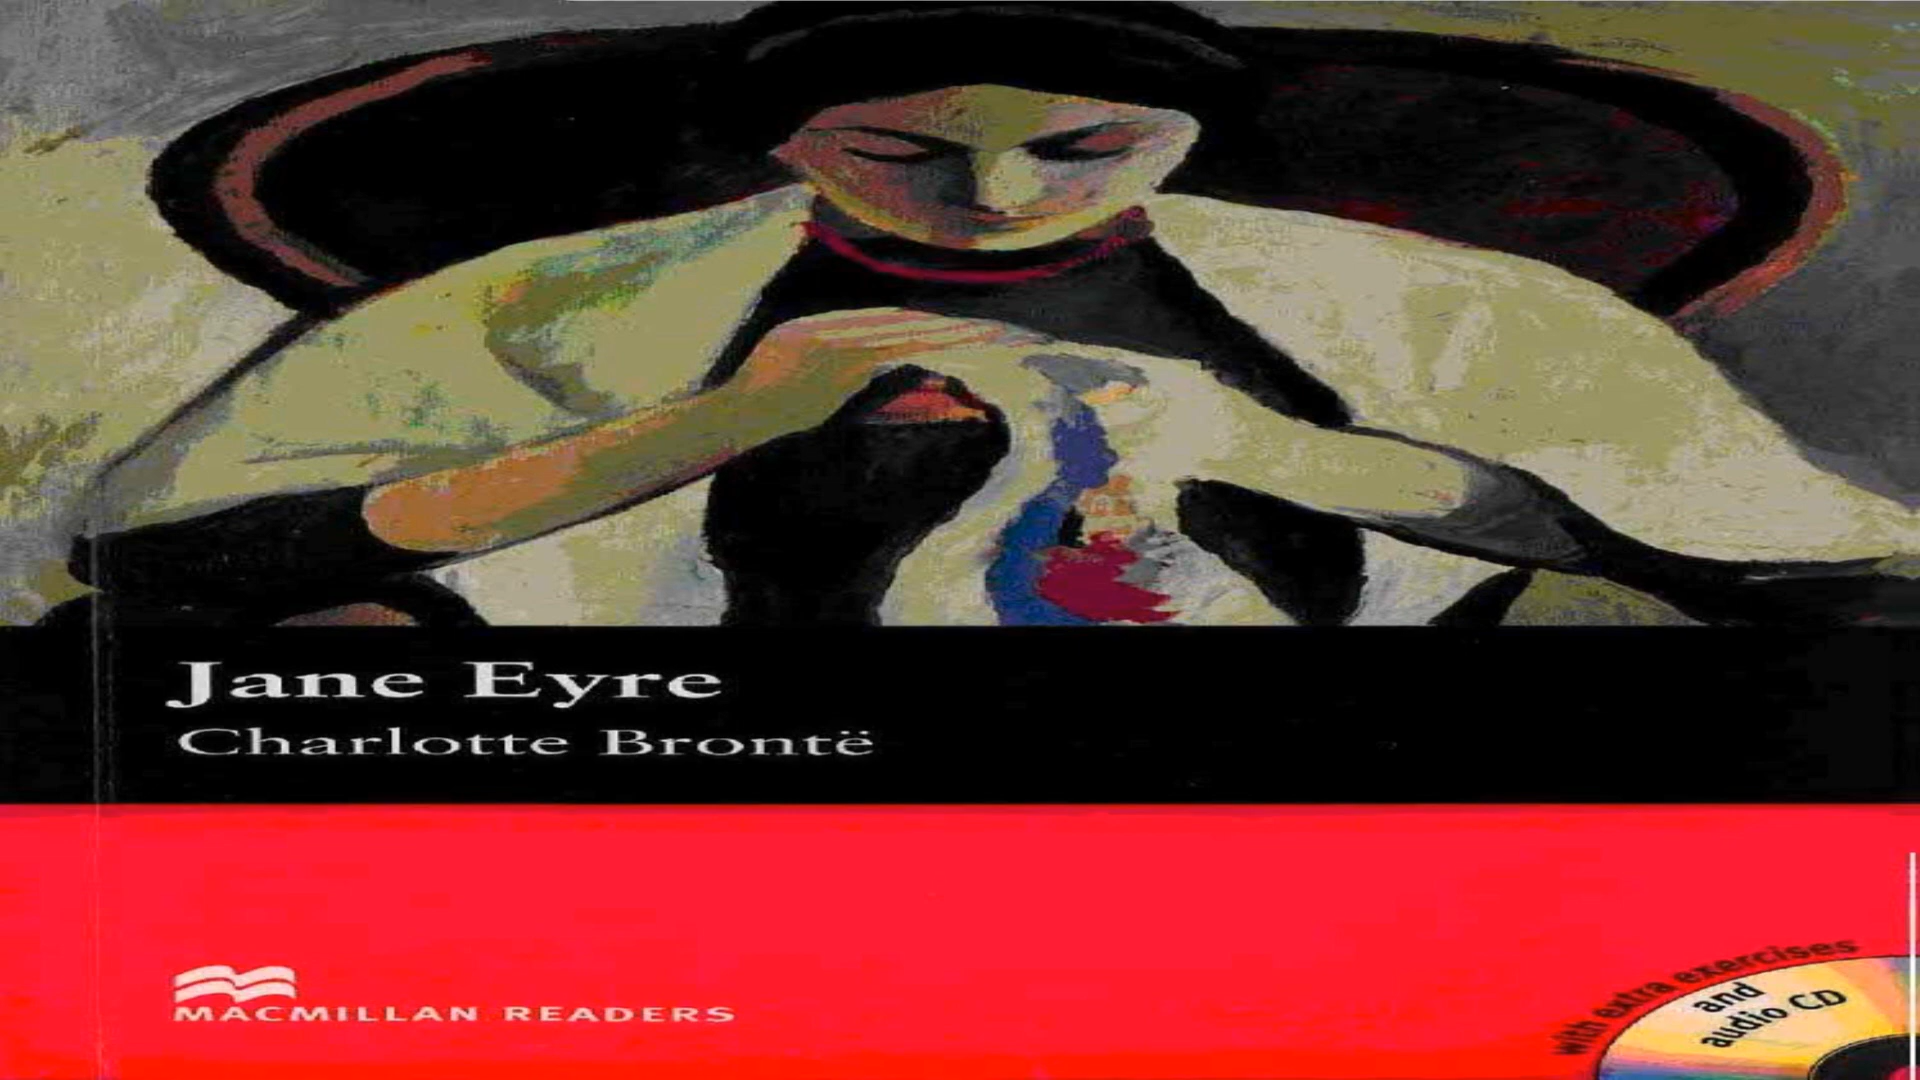 Jane Eyre
Charlotte Brontë
MACMILLAN READERS
with extra exercises
and
audio CD